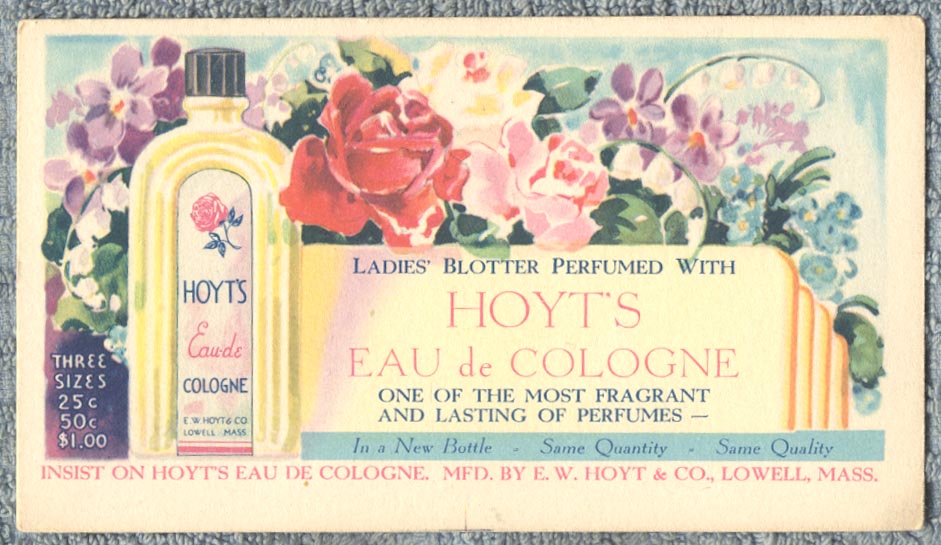 LADIES' BLOTTER PERFUMED WITH
HOYT'S
EAU de COLOGNE
ONE OF THE MOST FRAGRANT
AND LASTING OF PERFUMES —
In a New Bottle - Same Quantity - Same Quality
HOYT'S
Eau de
COLOGNE
E.W. HOYT & CO.
LOWELL MASS.
THREE
SIZES
25c
50c
$1.00
INSIST ON HOYT'S EAU DE COLOGNE. MFD. BY E. W. HOYT & CO., LOWELL, MASS.